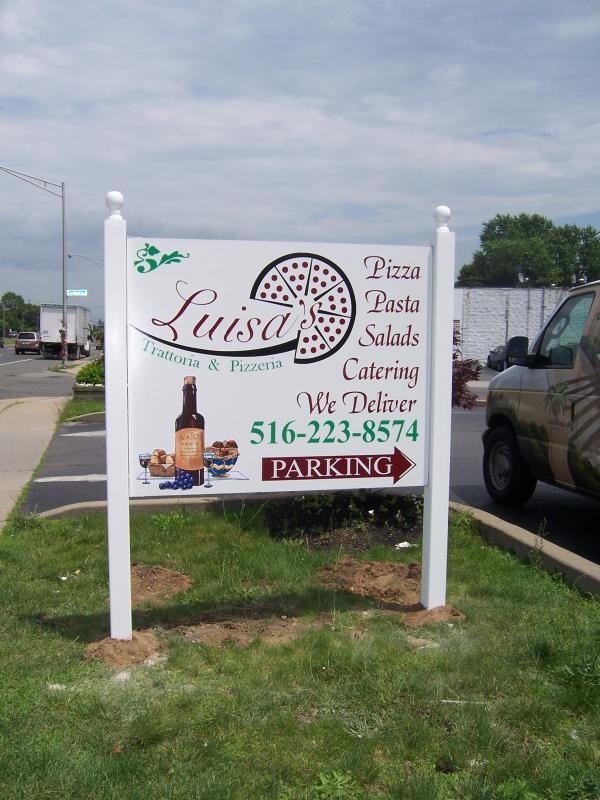 Luisa's
Trattoria & Pizzeria
Pizza
Pasta
Salads
Catering
We Deliver
516-223-8574
PARKING